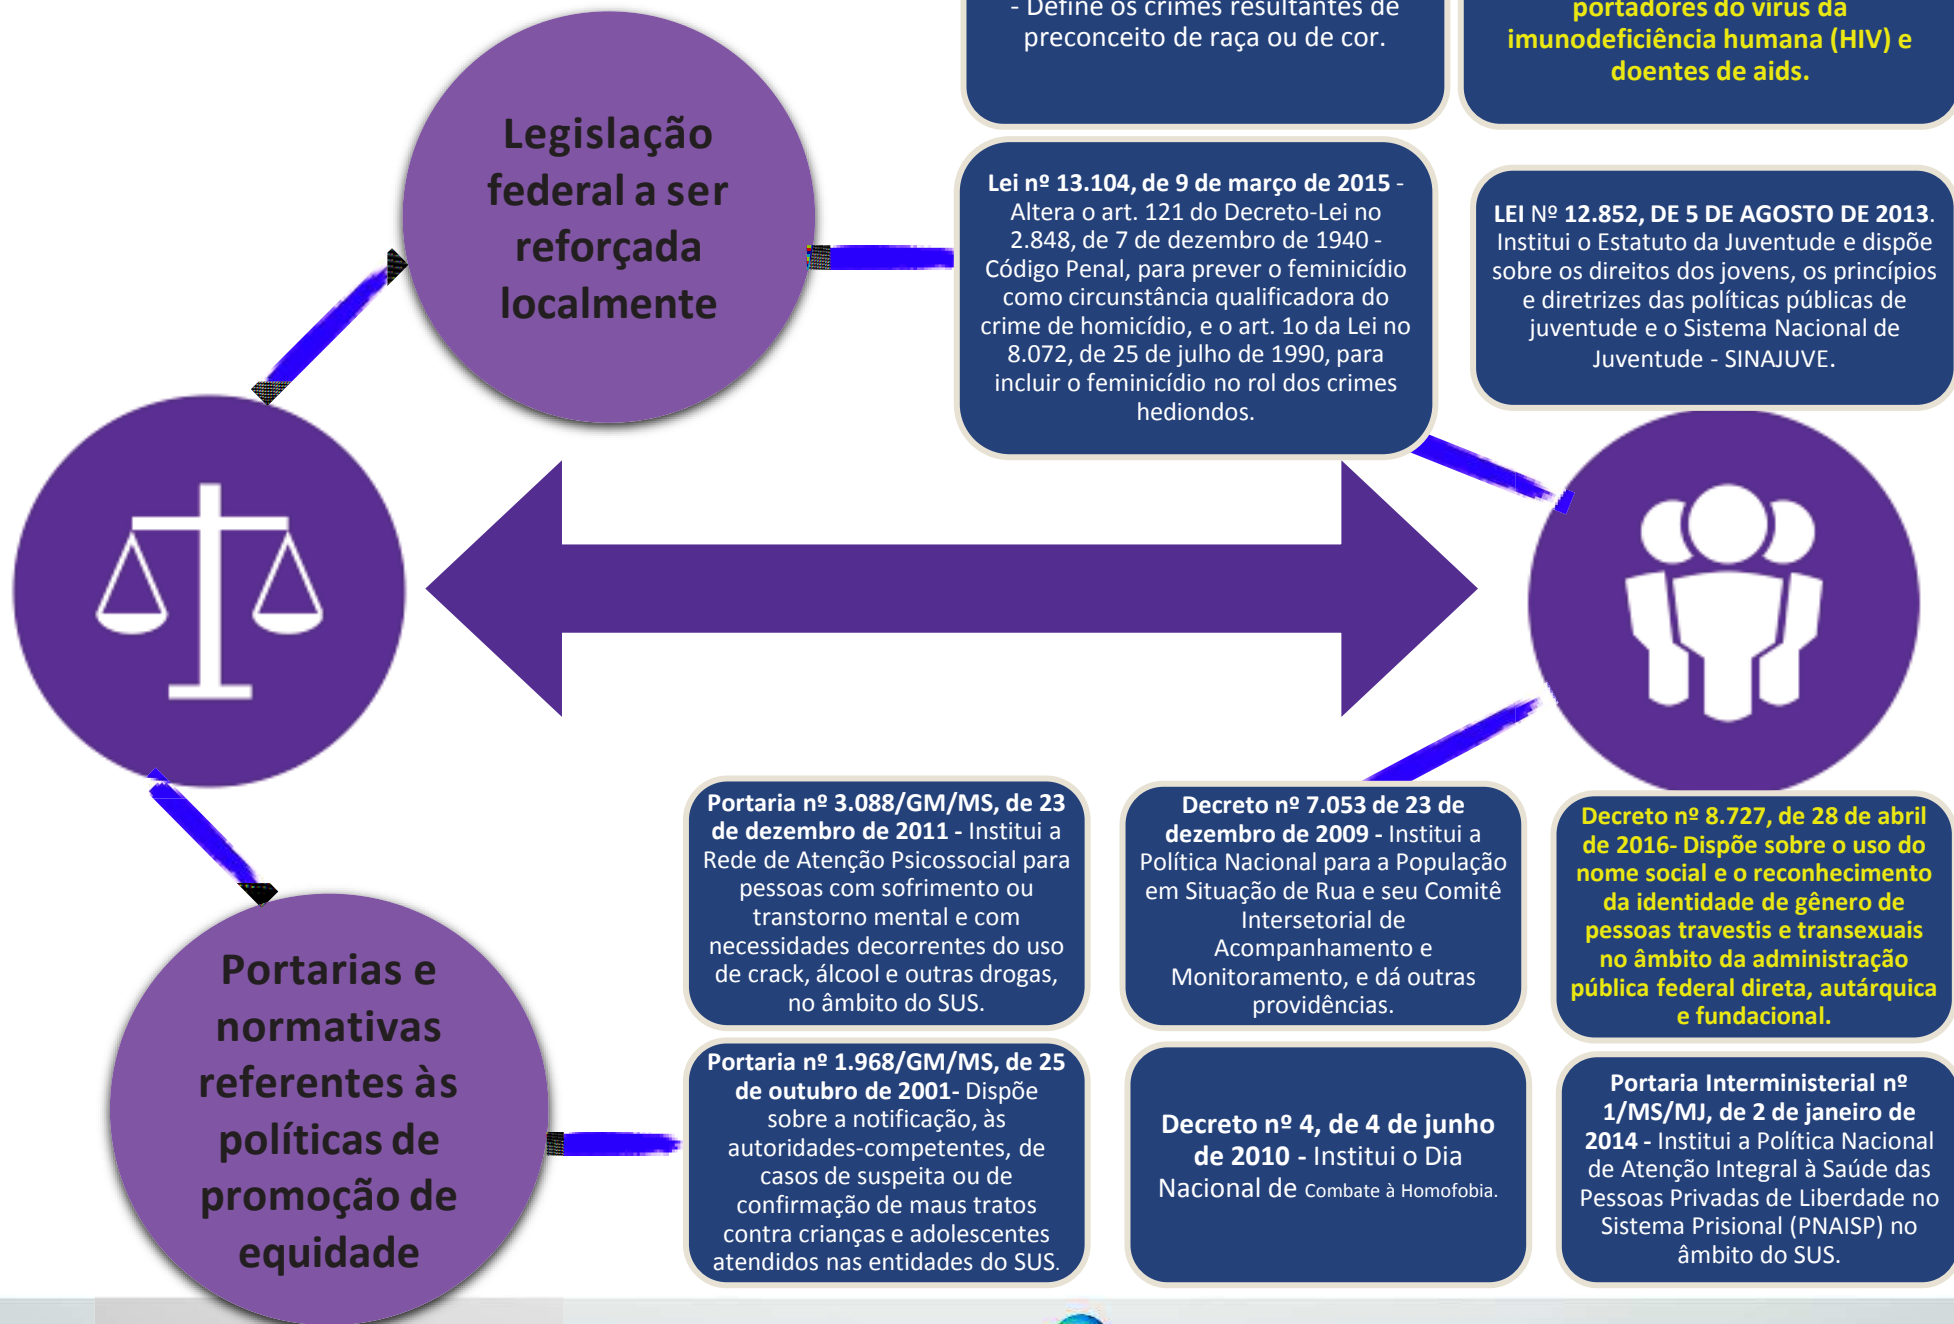 - Define os crimes resultantes de
preconceito de raça ou de cor.
portadores do vírus da
imunodeficiência humana (HIV) e
doentes de aids.
Legislação
federal a ser
reforçada
localmente
Lei nº 13.104, de 9 de março de 2015 -
Altera o art. 121 do Decreto-Lei no
2.848, de 7 de dezembro de 1940 -
Código Penal, para prever o feminicídio
como circunstância qualificadora do
crime de homicídio, e o art. 1o da Lei no
8.072, de 25 de julho de 1990, para
incluir o feminicídio no rol dos crimes
hediondos.
LEI Nº 12.852, DE 5 DE AGOSTO DE 2013.
Institui o Estatuto da Juventude e dispõe
sobre os direitos dos jovens, os princípios
e diretrizes das políticas públicas de
juventude e o Sistema Nacional de
Juventude - SINAJUVE.
Portarias e
normativas
referentes às
políticas de
promoção de
equidade
Portaria nº 3.088/GM/MS, de 23
de dezembro de 2011 - Institui a
Rede de Atenção Psicossocial para
pessoas com sofrimento ou
transtorno mental e com
necessidades decorrentes do uso
de crack, álcool e outras drogas,
no âmbito do SUS.
Decreto nº 7.053 de 23 de
dezembro de 2009 - Institui a
Política Nacional para a População
em Situação de Rua e seu Comitê
Intersetorial de
Acompanhamento e
Monitoramento, e dá outras
providências.
Decreto nº 8.727, de 28 de abril
de 2016- Dispõe sobre o uso do
nome social e o reconhecimento
da identidade de gênero de
pessoas travestis e transexuais
no âmbito da administração
pública federal direta, autárquica
e fundacional.
Portaria nº 1.968/GM/MS, de 25
de outubro de 2001- Dispõe
sobre a notificação, às
autoridades-competentes, de
casos de suspeita ou de
confirmação de maus tratos
contra crianças e adolescentes
atendidos nas entidades do SUS.
Decreto nº 4, de 4 de junho
de 2010 - Institui o Dia
Nacional de Combate à Homofobia.
Portaria Interministerial nº
1/MS/MJ, de 2 de janeiro de
2014 - Institui a Política Nacional
de Atenção Integral à Saúde das
Pessoas Privadas de Liberdade no
Sistema Prisional (PNAISP) no
âmbito do SUS.